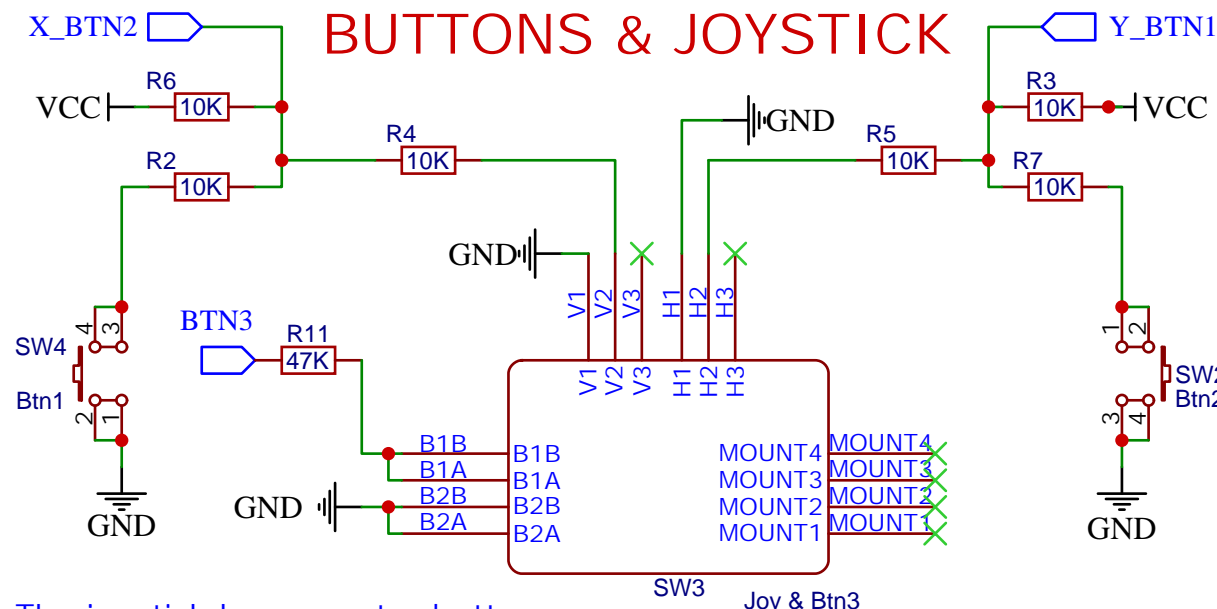 BUTTONS & JOYSTICK
X_BTN2
Y_BTN1
R6
10K
VCC
R3
10K
VCC
GND
R4
10K
R5
10K
R2
10K
R7
10K
GND
V1
V2
V3
H1
H2
H3
V1
V2
V3
H1
H2
H3
BTN3
R11
47K
SW4
Btn1
4
3
2
1
1
2
SW2
Btn2
3
4
B1B
B1A
B2B
B2A
B1B
B1A
B2B
B2A
GND
MOUNT4
MOUNT3
MOUNT2
MOUNT1
MOUNT4
MOUNT3
MOUNT2
MOUNT1
GND
GND
SW3
Joy & Btn3